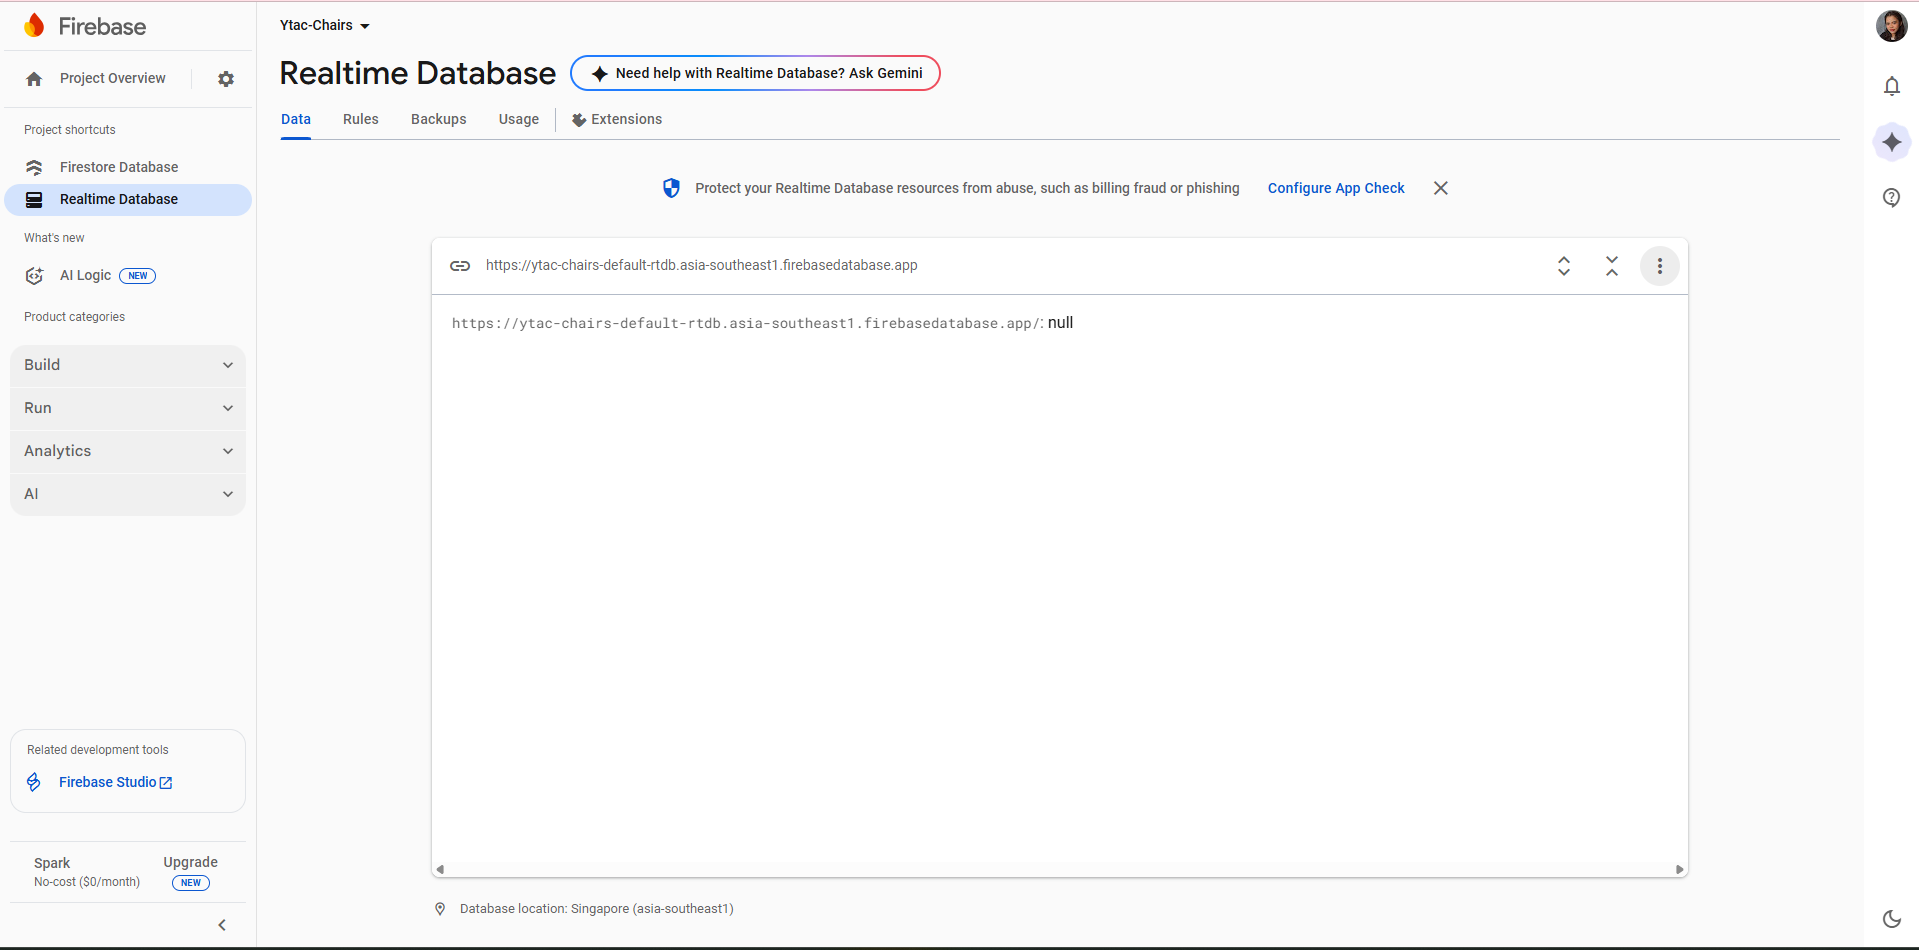 Firebase
Project Overview
Project shortcuts
Firestore Database
Realtime Database
What's new
AI Logic NEW
Product categories
Build
Run
Analytics
AI
Related development tools
Firebase Studio
Spark
No-cost ($0/month)
Upgrade
NEW
Ytac-Chairs
Realtime Database
Need help with Realtime Database? Ask Gemini
Data Rules Backups Usage Extensions
Protect your Realtime Database resources from abuse, such as billing fraud or phishing Configure App Check
https://ytac-chairs-default-rtdb.asia-southeast1.firebasedatabase.app
https://ytac-chairs-default-rtdb.asia-southeast1.firebasedatabase.app/: null
Database location: Singapore (asia-southeast1)